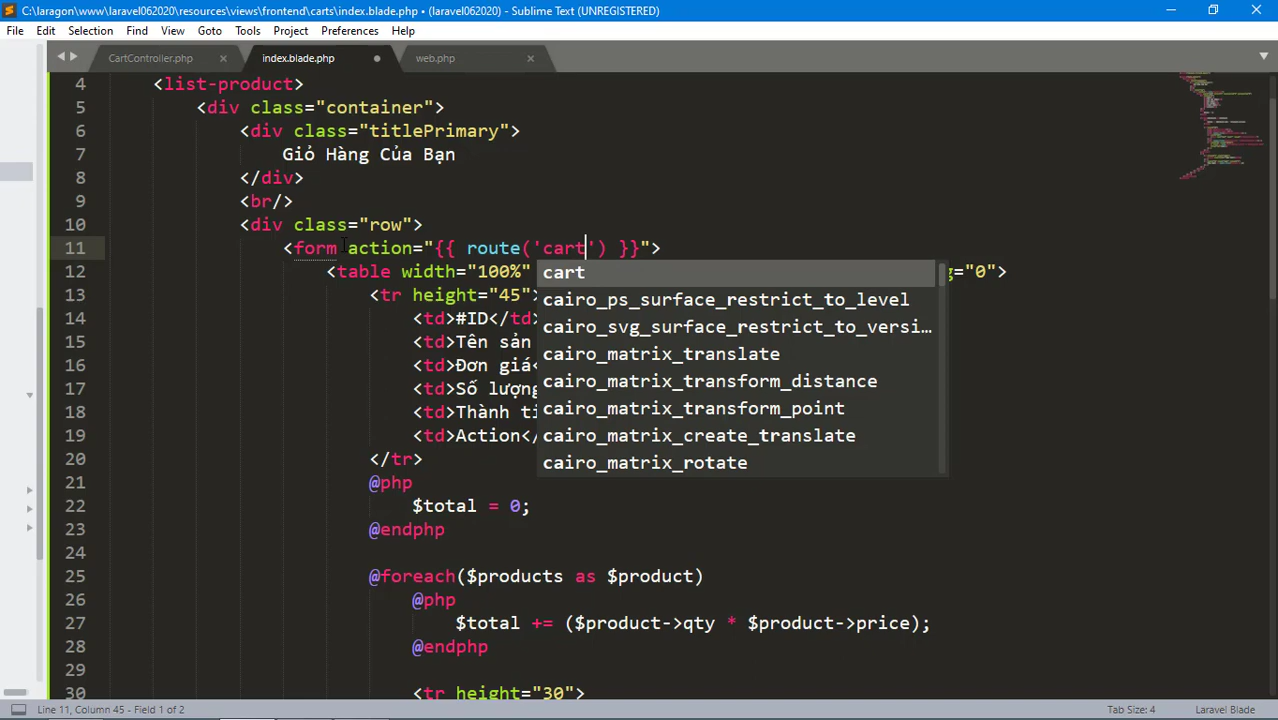 C:\laragon\www\laravel062020\resources\views\frontend\carts\index.blade.php • (laravel062020) - Sublime Text (UNREGISTERED)
File Edit Selection Find View Goto Tools Project Preferences Help
CartController.php index.blade.php web.php
4 <list-product>
5 <div class="container">
6 <div class="titlePrimary">
7 Giỏ Hàng Của Bạn
8 </div>
9 <br/>
10 <div class="row">
11 <form action="{{ route('cart') }}">
12 <table width="100%" g="0">
cart
13 <tr height="45">
cairo_ps_surface_restrict_to_level
14 <td>#ID</td>
cairo_svg_surface_restrict_to_versi...
15 <td>Tên sản
cairo_matrix_translate
16 <td>Đơn giá<
cairo_matrix_transform_distance
17 <td>Số lượng
cairo_matrix_transform_point
18 <td>Thành ti
cairo_matrix_create_translate
19 <td>Action</
cairo_matrix_rotate
20 </tr>
21 @php
22 $total = 0;
23 @endphp
24
25 @foreach($products as $product)
26 @php
27 $total += ($product->qty * $product->price);
28 @endphp
29
30 <tr height="30">
Line 11, Column 45 - Field 1 of 2 Tab Size: 4 Laravel Blade